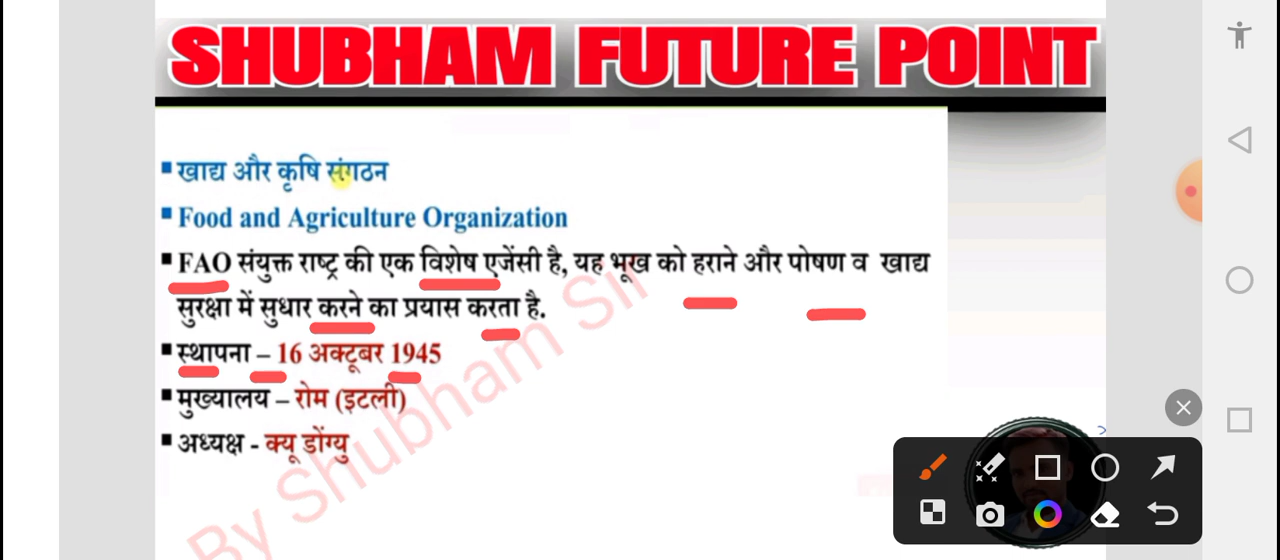 SHUBHAM FUTURE POINT
खाद्य और कृषि संगठन
Food and Agriculture Organization
FAO संयुक्त राष्ट्र की एक विशेष एजेंसी है, यह भूख को हराने और पोषण व खाद्य
सुरक्षा में सुधार करने का प्रयास करता है.
स्थापना – 16 अक्टूबर 1945
मुख्यालय – रोम (इटली)
अध्यक्ष - क्यू डोंग्यु
By Shubham Sir